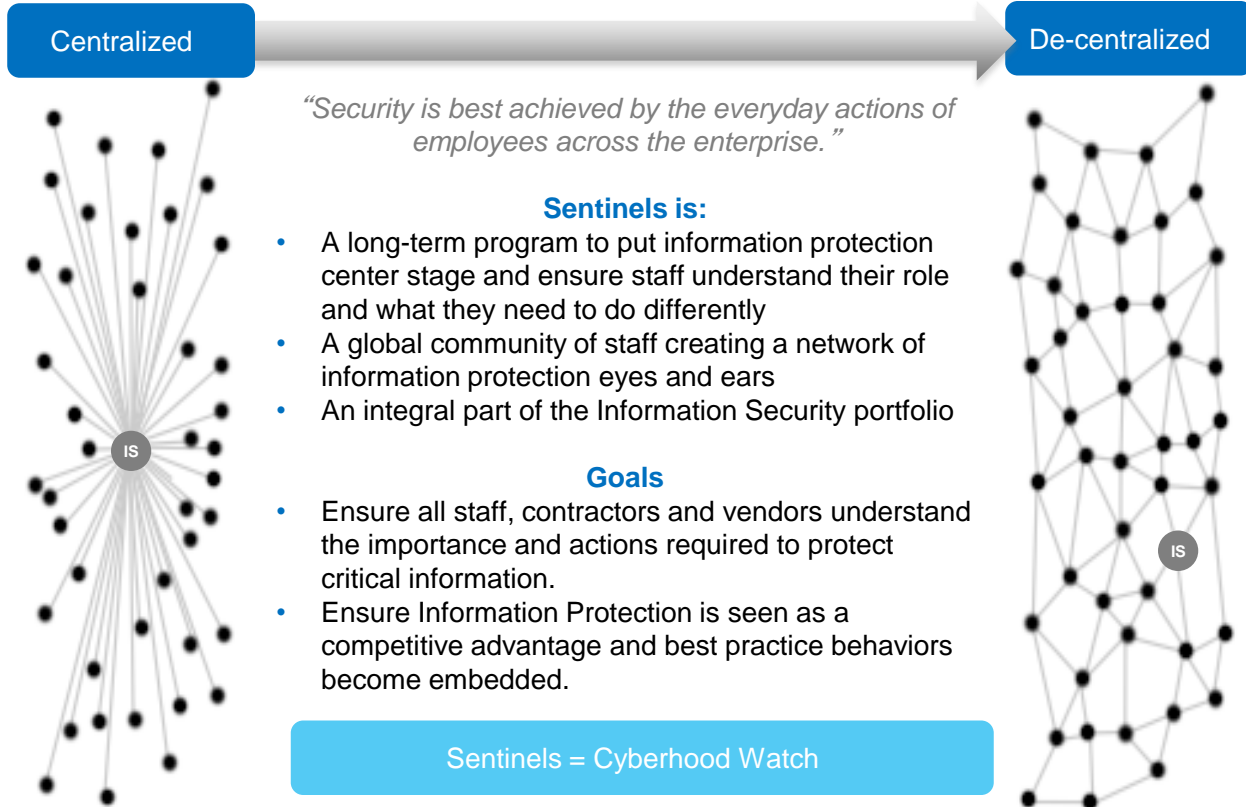 Centralized
De-centralized
“Security is best achieved by the everyday actions of
employees across the enterprise.”
Sentinels is:
• A long-term program to put information protection
center stage and ensure staff understand their role
and what they need to do differently
• A global community of staff creating a network of
information protection eyes and ears
• An integral part of the Information Security portfolio
IS
Goals
• Ensure all staff, contractors and vendors understand
the importance and actions required to protect
critical information.
IS
• Ensure Information Protection is seen as a
competitive advantage and best practice behaviors
become embedded.
Sentinels = Cyberhood Watch